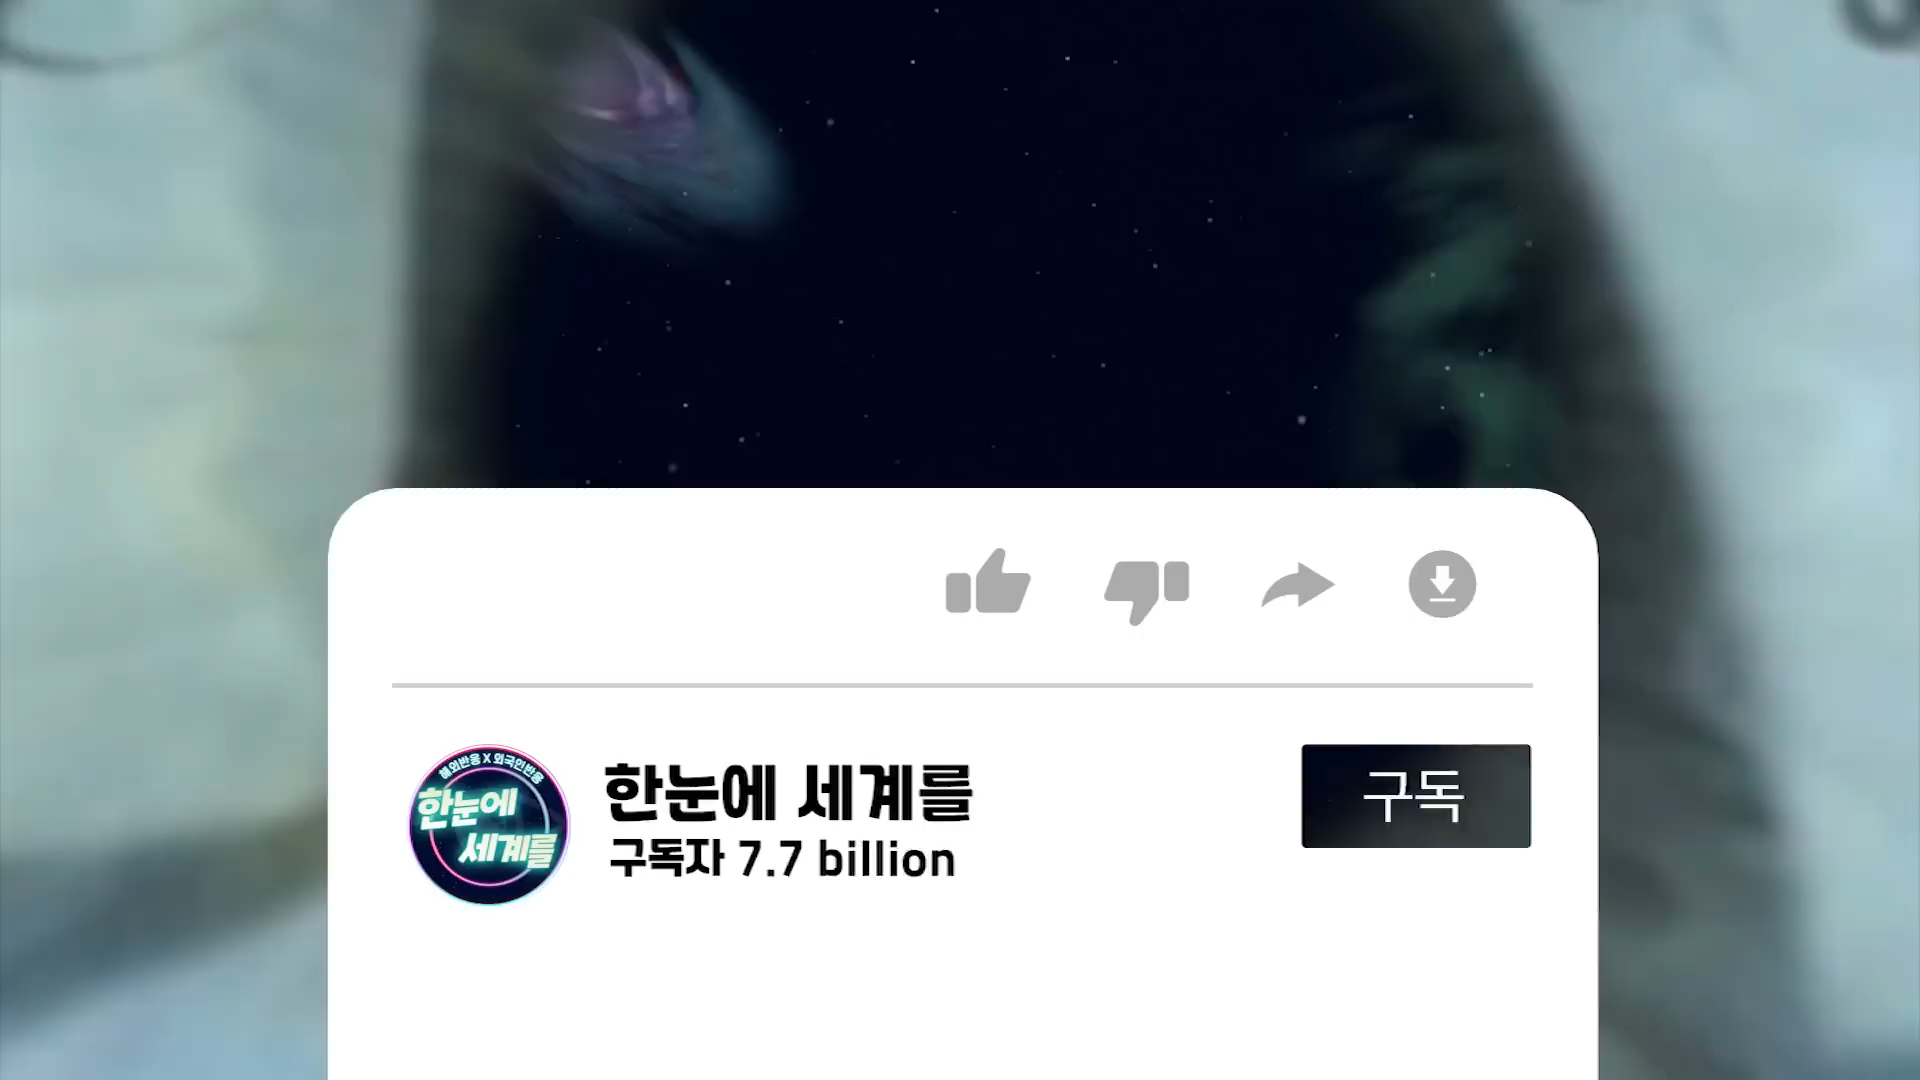 해외반응 X 외국인반응
한눈에
세계를
한눈에 세계를
구독자 7.7 billion
구독